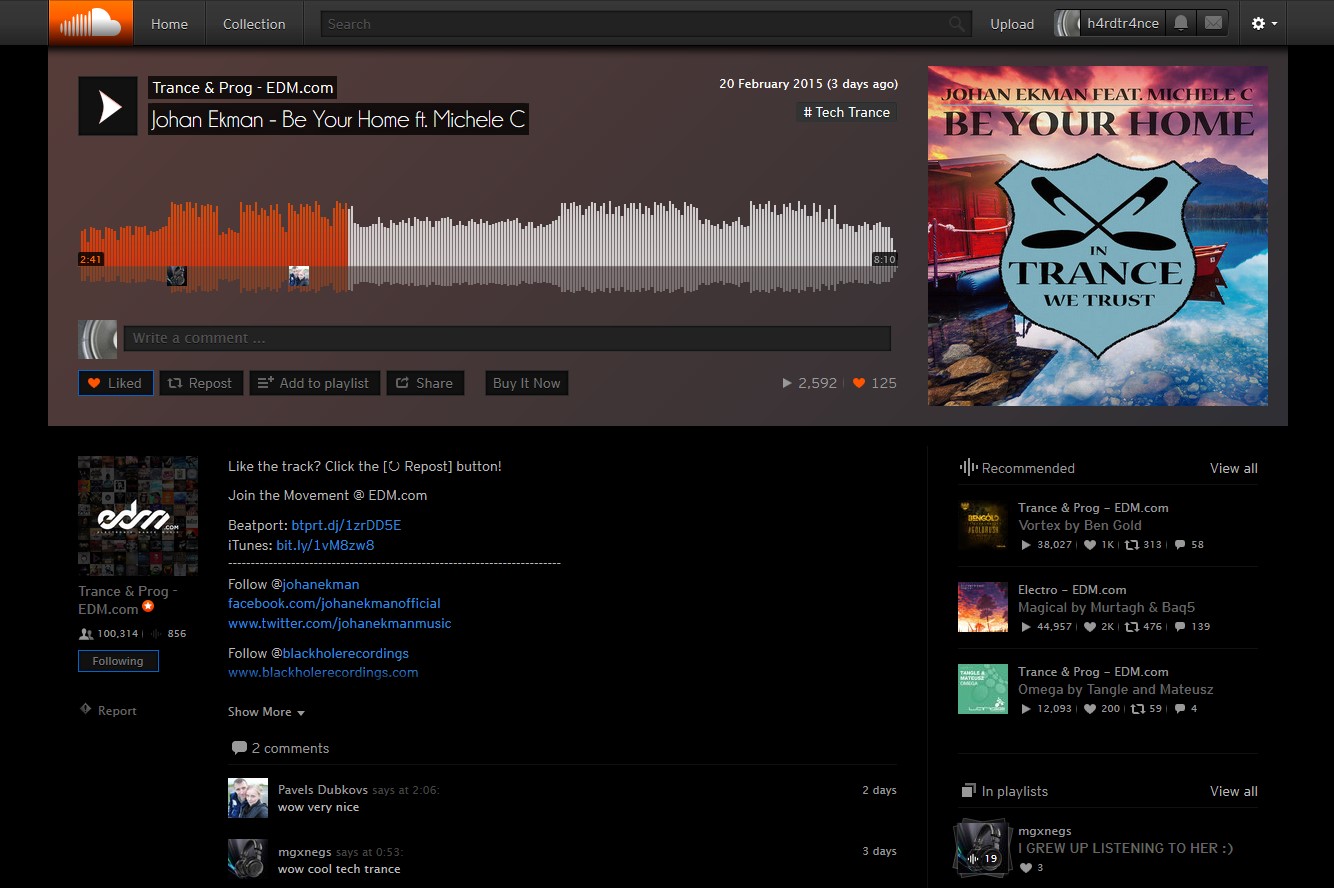 Home
Collection
Search
Upload
h4rdtr4nce
Trance & Prog - EDM.com
Johan Ekman - Be Your Home ft. Michele C
20 February 2015 (3 days ago)
# Tech Trance
2:41
8:10
Write a comment ...
Liked
Repost
Add to playlist
Share
Buy It Now
2,592
125
JOHAN EKMAN FEAT. MICHELE C
BE YOUR HOME
IN
TRANCE
WE TRUST
edm.COM
ELECTRONIC DANCE MUSIC
Trance & Prog -
EDM.com
100,314
856
Following
Report
Like the track? Click the [↻ Repost] button!
Join the Movement @ EDM.com
Beatport: btprt.dj/1zrDD5E
iTunes: bit.ly/1vM8zw8
--------------------------------------------------------------------------
Follow @johanekman
facebook.com/johanekmanofficial
www.twitter.com/johanekmanmusic
Follow @blackholerecordings
www.blackholerecordings.com
Show More
2 comments
Pavels Dubkovs says at 2:06:
wow very nice
2 days
mgxnegs says at 0:53:
wow cool tech trance
3 days
Recommended
View all
BENGOLD
Trance & Prog – EDM.com
Vortex by Ben Gold
38,027 1K 313 58
Electro – EDM.com
Magical by Murtagh & Baq5
44,957 2K 476 139
TANGLE &
MATEUSZ
OMEGA
Trance & Prog – EDM.com
Omega by Tangle and Mateusz
12,093 200 59 4
In playlists
View all
19
mgxnegs
I GREW UP LISTENING TO HER :)
3